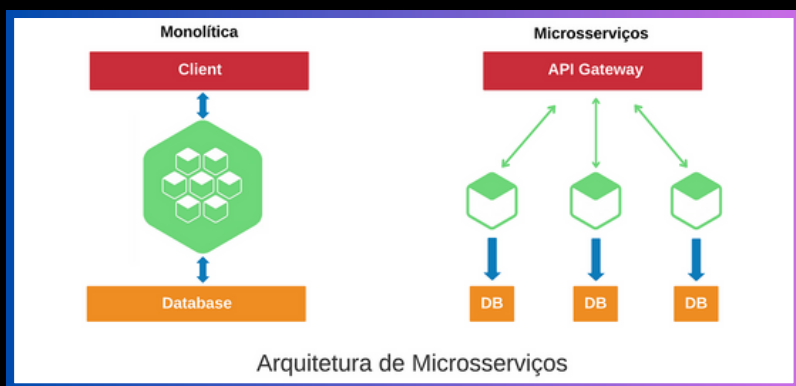 Monolítica
Client
Database
Microsserviços
API Gateway
DB DB DB
Arquitetura de Microsserviços